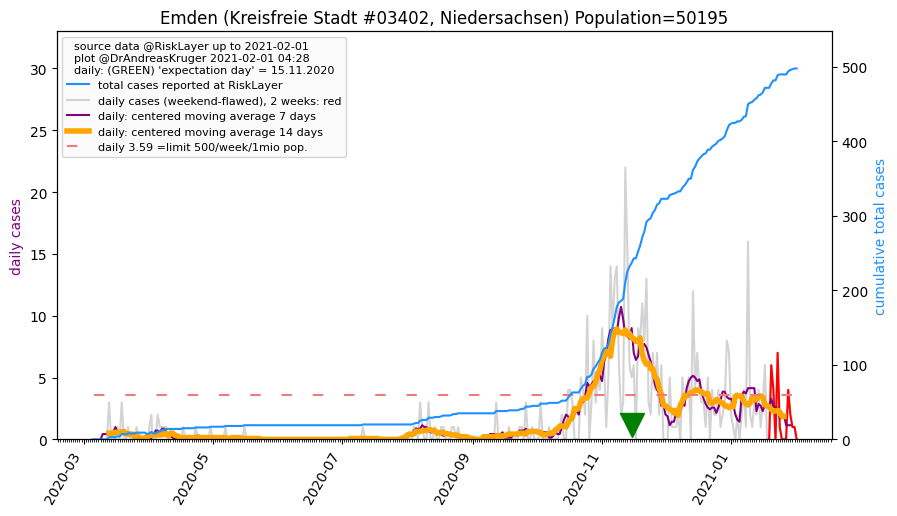 Emden (Kreisfreie Stadt #03402, Niedersachsen) Population=50195
source data @RiskLayer up to 2021-02-01
plot @DrAndreasKruger 2021-02-01 04:28
daily: (GREEN) 'expectation day' = 15.11.2020
total cases reported at RiskLayer
daily cases (weekend-flawed), 2 weeks: red
daily: centered moving average 7 days
daily: centered moving average 14 days
daily 3.59 =limit 500/week/1mio pop.
daily cases
30
25
20
15
10
5
0
cumulative total cases
500
400
300
200
100
0
2020-03
2020-05
2020-07
2020-09
2020-11
2021-01